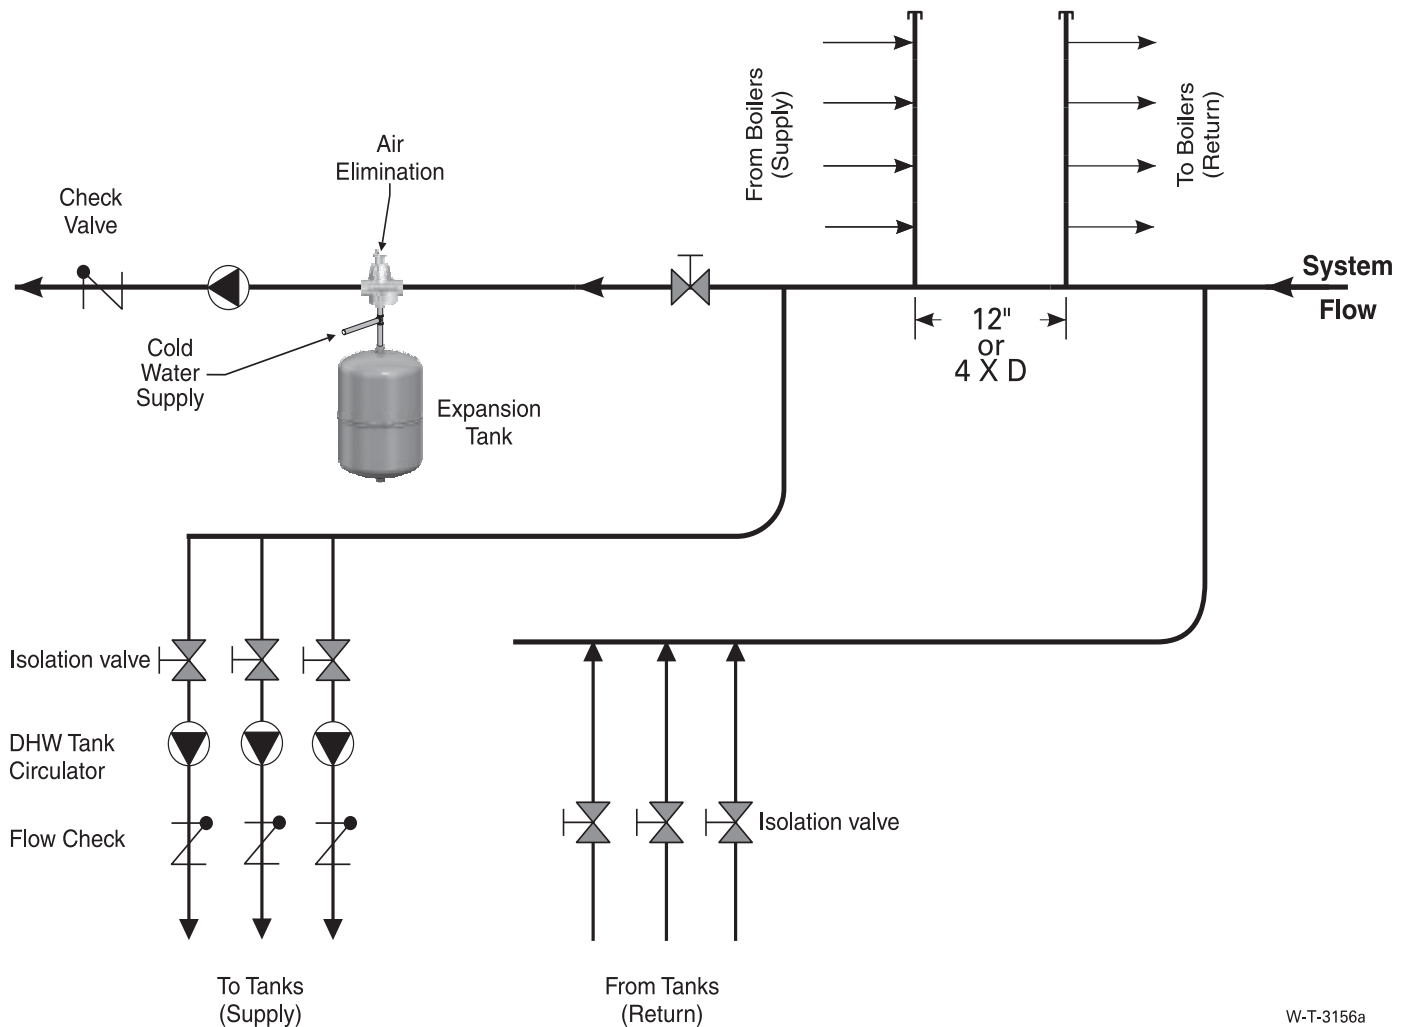 From Boilers
(Supply)
To Boilers
(Return)
Air
Elimination
Check
Valve
System
Flow
12"
or
4 X D
Cold
Water
Supply
Expansion
Tank
Isolation valve
DHW Tank
Circulator
Flow Check
Isolation valve
To Tanks
(Supply)
From Tanks
(Return)
W-T-3156a